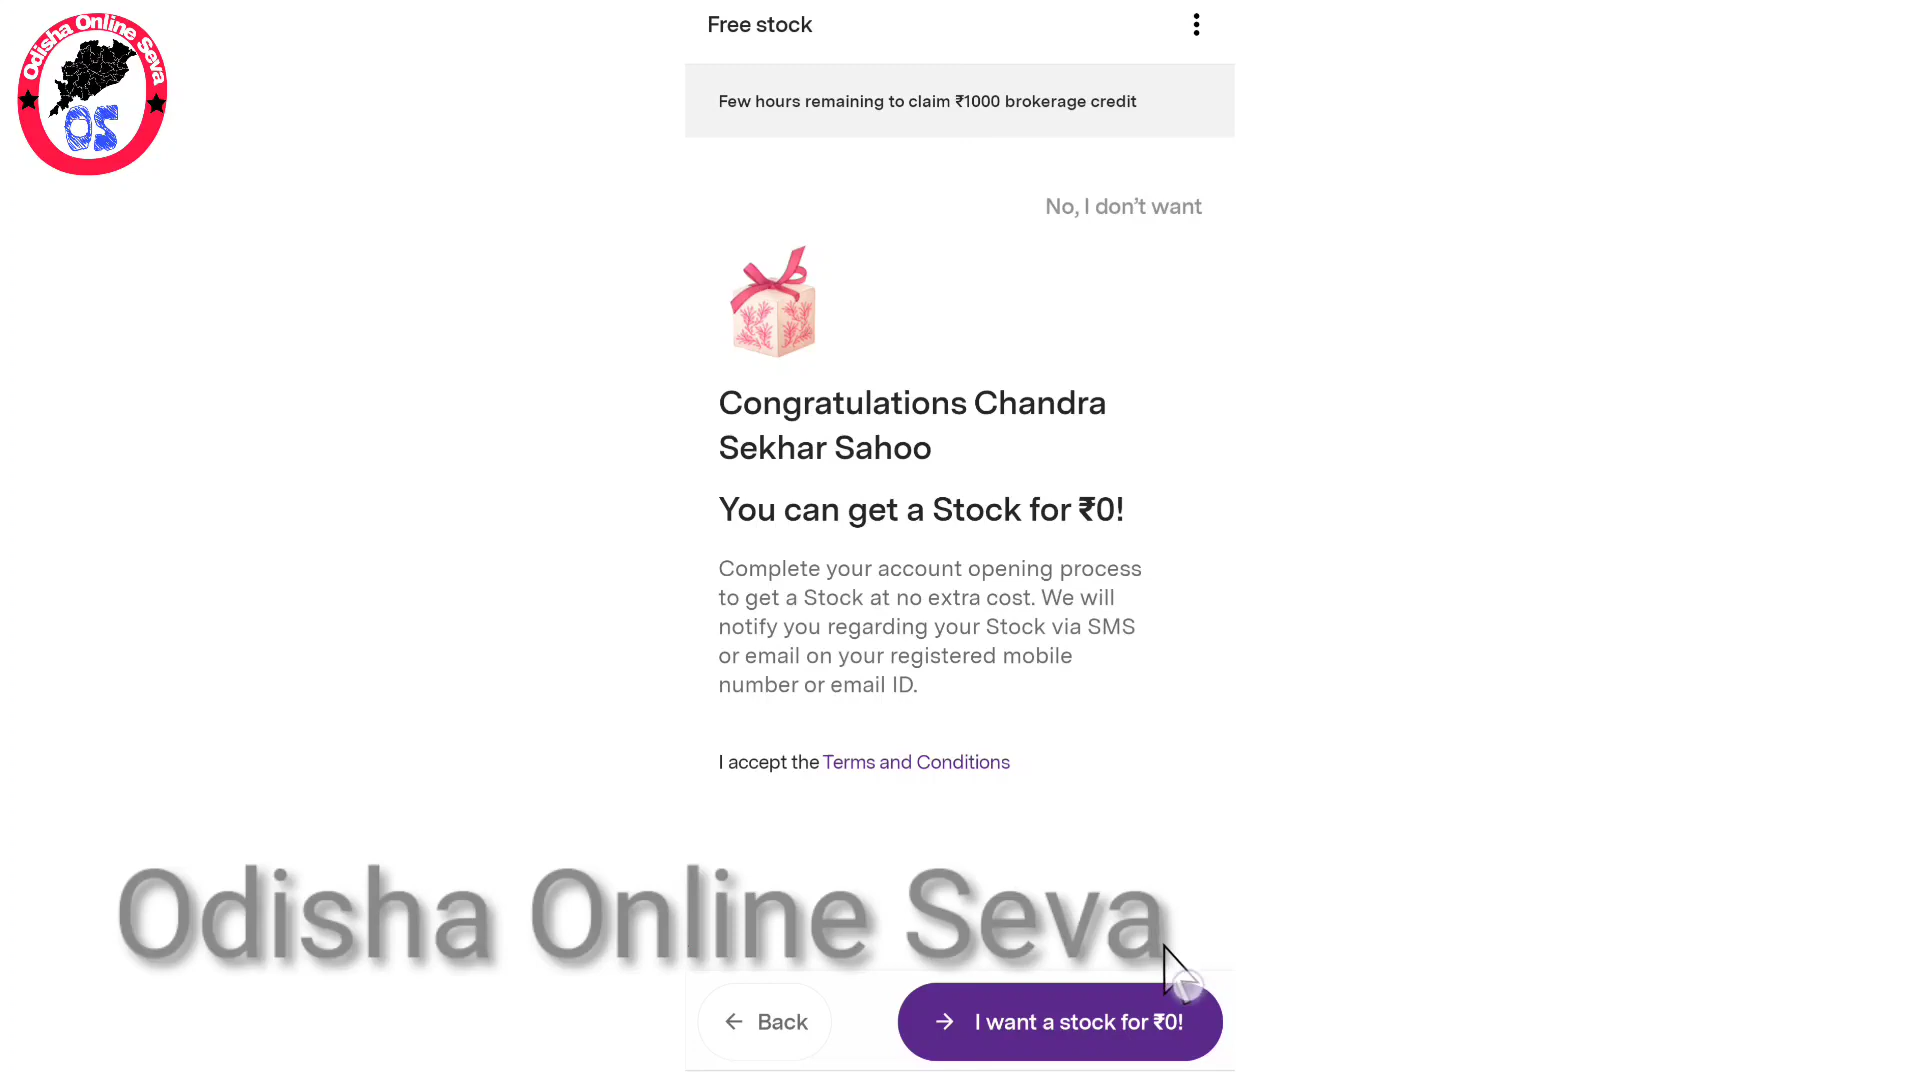 Odisha Online Seva
OS
Free stock
Few hours remaining to claim ₹1000 brokerage credit
No, I don’t want
Congratulations Chandra
Sekhar Sahoo
You can get a Stock for ₹0!
Complete your account opening process
to get a Stock at no extra cost. We will
notify you regarding your Stock via SMS
or email on your registered mobile
number or email ID.
I accept the Terms and Conditions
Odisha Online Seva
Back
I want a stock for ₹0!